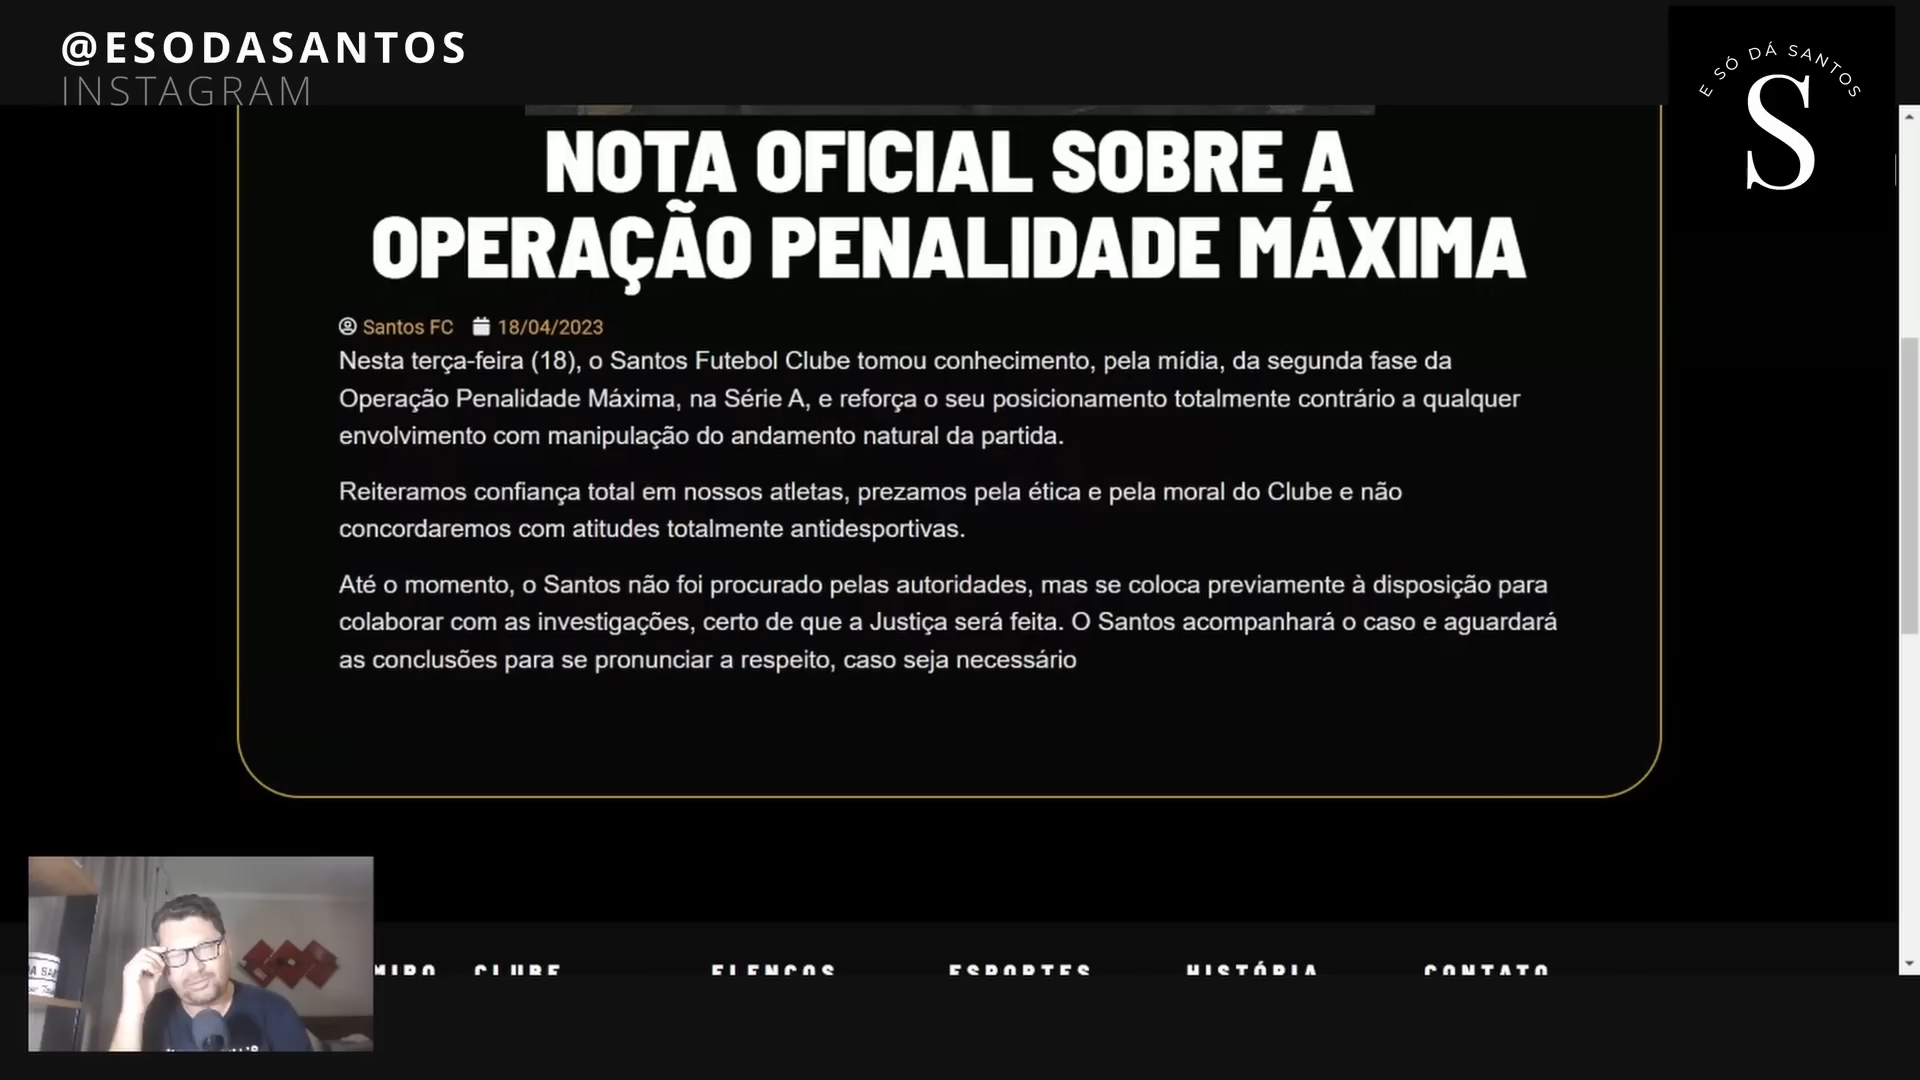 @ESODASANTOS
INSTAGRAM
E SÓ DÁ SANTOS
S
NOTA OFICIAL SOBRE A
OPERAÇÃO PENALIDADE MÁXIMA
Santos FC 18/04/2023
Nesta terça-feira (18), o Santos Futebol Clube tomou conhecimento, pela mídia, da segunda fase da
Operação Penalidade Máxima, na Série A, e reforça o seu posicionamento totalmente contrário a qualquer
envolvimento com manipulação do andamento natural da partida.
Reiteramos confiança total em nossos atletas, prezamos pela ética e pela moral do Clube e não
concordaremos com atitudes totalmente antidesportivas.
Até o momento, o Santos não foi procurado pelas autoridades, mas se coloca previamente à disposição para
colaborar com as investigações, certo de que a Justiça será feita. O Santos acompanhará o caso e aguardará
as conclusões para se pronunciar a respeito, caso seja necessário
CLUBE ELENCOS ESPORTES HISTÓRIA CONTATO